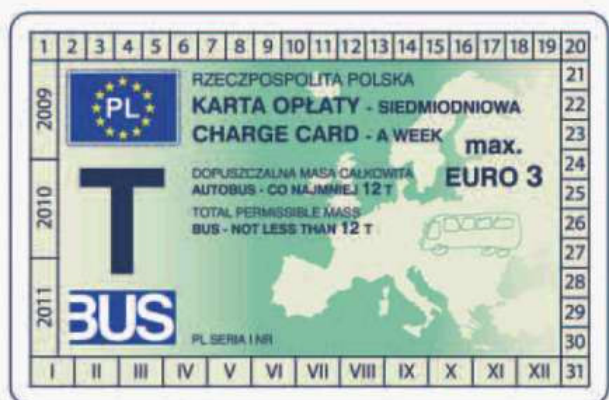 1 2 3 4 5 6 7 8 9 10 11 12 13 14 15 16 17 18 19 20
21
22
23
24
25
26
27
28
29
30
31
2009
2010
2011
PL
RZECZPOSPOLITA POLSKA
KARTA OPŁATY - SIEDMIODNIOWA
CHARGE CARD - A WEEK
max.
EURO 3
DOPUSZCZALNA MASA CAŁKOWITA
AUTOBUS - CO NAJMNIEJ 12 T
TOTAL PERMISSIBLE MASS
BUS - NOT LESS THAN 12 T
T
BUS
PL SERIA I NR
I II III IV V VI VII VIII IX X XI XII